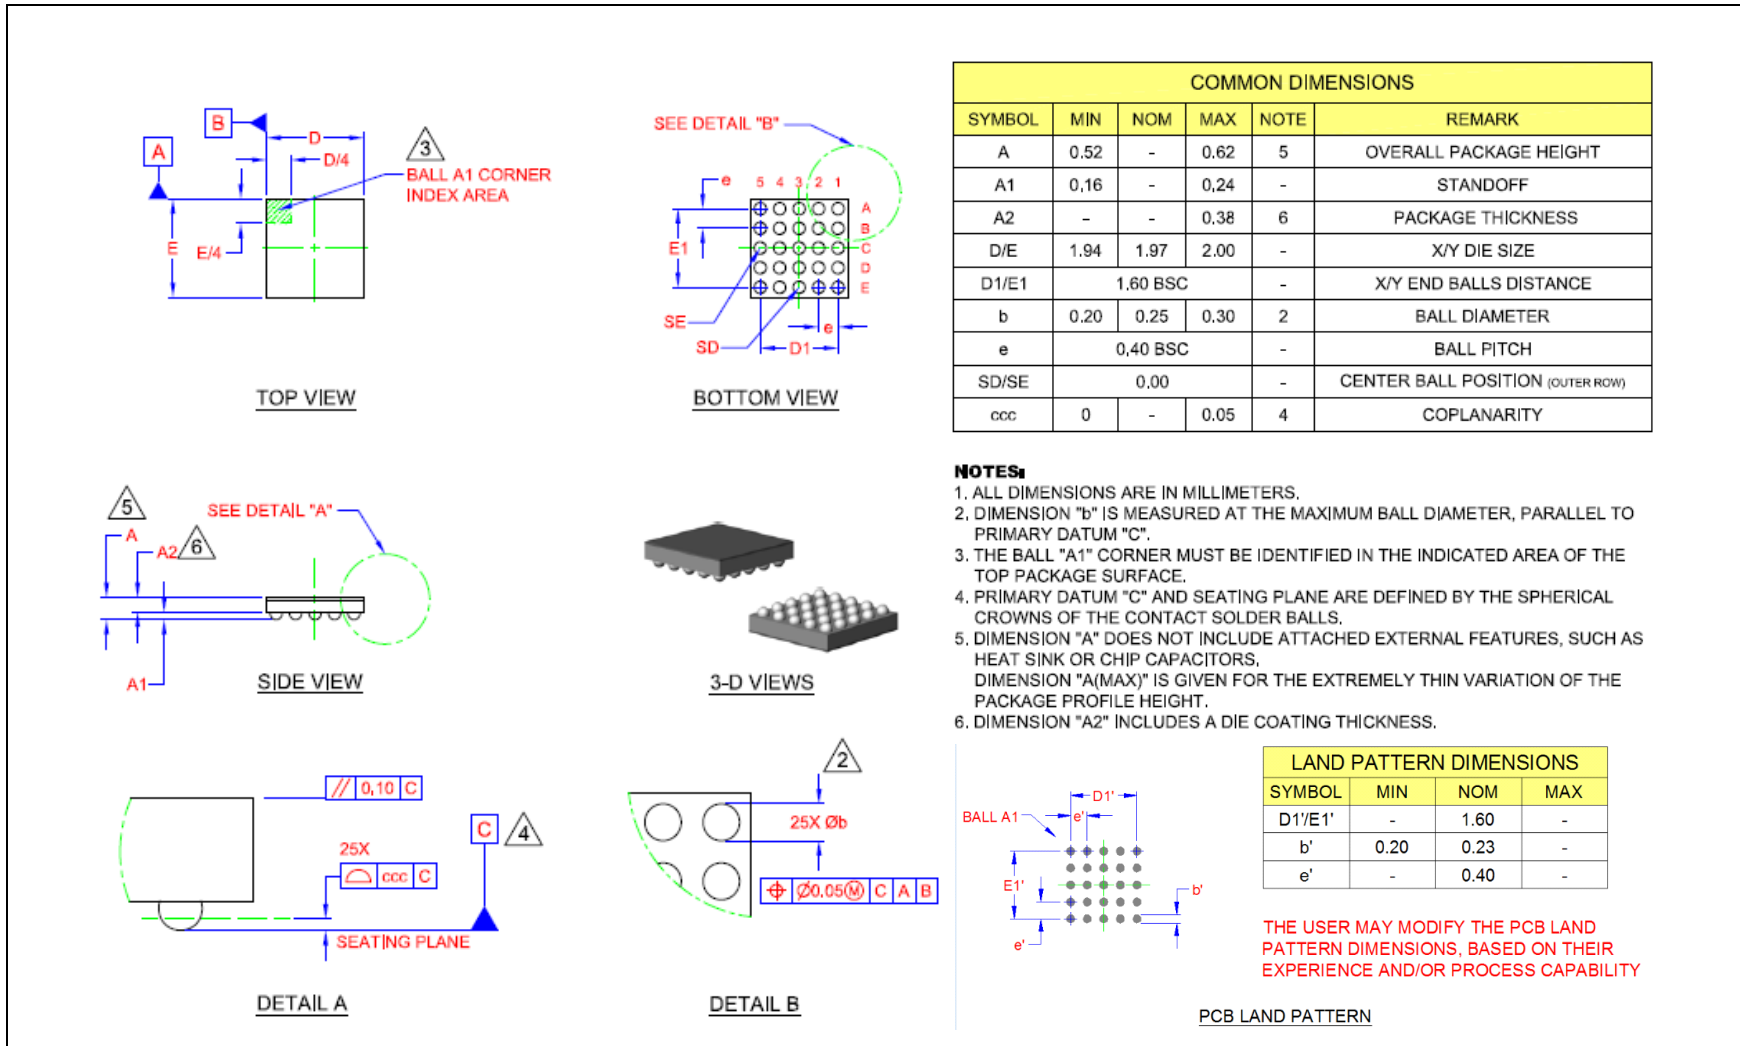 B
D
A
D/4
3
BALL A1 CORNER
INDEX AREA
E
E/4
TOP VIEW
SEE DETAIL "B"
e
5 4 3 2 1
A
B
C
D
E
E1
SE
SD
e
D1
BOTTOM VIEW
COMMON DIMENSIONS
SYMBOL MIN NOM MAX NOTE REMARK
A 0.52 - 0.62 5 OVERALL PACKAGE HEIGHT
A1 0,16 - 0,24 - STANDOFF
A2 - - 0.38 6 PACKAGE THICKNESS
D/E 1.94 1.97 2.00 - X/Y DIE SIZE
D1/E1 1,60 BSC - X/Y END BALLS DISTANCE
b 0.20 0.25 0.30 2 BALL DIAMETER
e 0,40 BSC - BALL PITCH
SD/SE 0.00 - CENTER BALL POSITION (OUTER ROW)
ccc 0 - 0.05 4 COPLANARITY
5
SEE DETAIL "A"
A
A2
6
A1
SIDE VIEW
3-D VIEWS
NOTES:
1. ALL DIMENSIONS ARE IN MILLIMETERS.
2. DIMENSION "b" IS MEASURED AT THE MAXIMUM BALL DIAMETER, PARALLEL TO
PRIMARY DATUM "C".
3. THE BALL "A1" CORNER MUST BE IDENTIFIED IN THE INDICATED AREA OF THE
TOP PACKAGE SURFACE.
4. PRIMARY DATUM "C" AND SEATING PLANE ARE DEFINED BY THE SPHERICAL
CROWNS OF THE CONTACT SOLDER BALLS.
5. DIMENSION "A" DOES NOT INCLUDE ATTACHED EXTERNAL FEATURES, SUCH AS
HEAT SINK OR CHIP CAPACITORS.
DIMENSION "A(MAX)" IS GIVEN FOR THE EXTREMELY THIN VARIATION OF THE
PACKAGE PROFILE HEIGHT.
6. DIMENSION "A2" INCLUDES A DIE COATING THICKNESS.
// 0,10 C
25X
ccc C
C
4
SEATING PLANE
DETAIL A
2
25X Øb
Ø0.05Ⓜ C A B
DETAIL B
D1'
BALL A1
e'
E1'
b'
e'
LAND PATTERN DIMENSIONS
SYMBOL MIN NOM MAX
D1'/E1' - 1.60 -
b' 0.20 0.23 -
e' - 0.40 -
THE USER MAY MODIFY THE PCB LAND
PATTERN DIMENSIONS, BASED ON THEIR
EXPERIENCE AND/OR PROCESS CAPABILITY
PCB LAND PATTERN